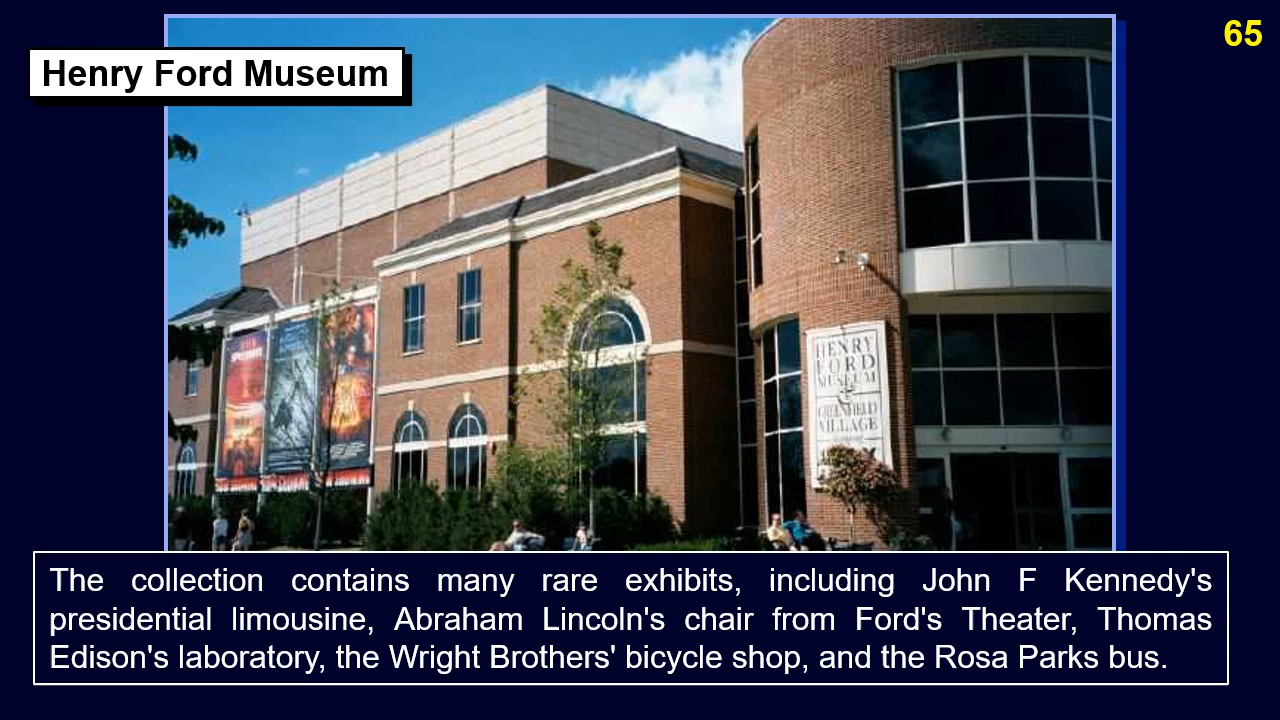 65
Henry Ford Museum
HENRY
FORD
MUSEUM
&
GREENFIELD
VILLAGE
The collection contains many rare exhibits, including John F Kennedy's
presidential limousine, Abraham Lincoln's chair from Ford's Theater, Thomas
Edison's laboratory, the Wright Brothers' bicycle shop, and the Rosa Parks bus.